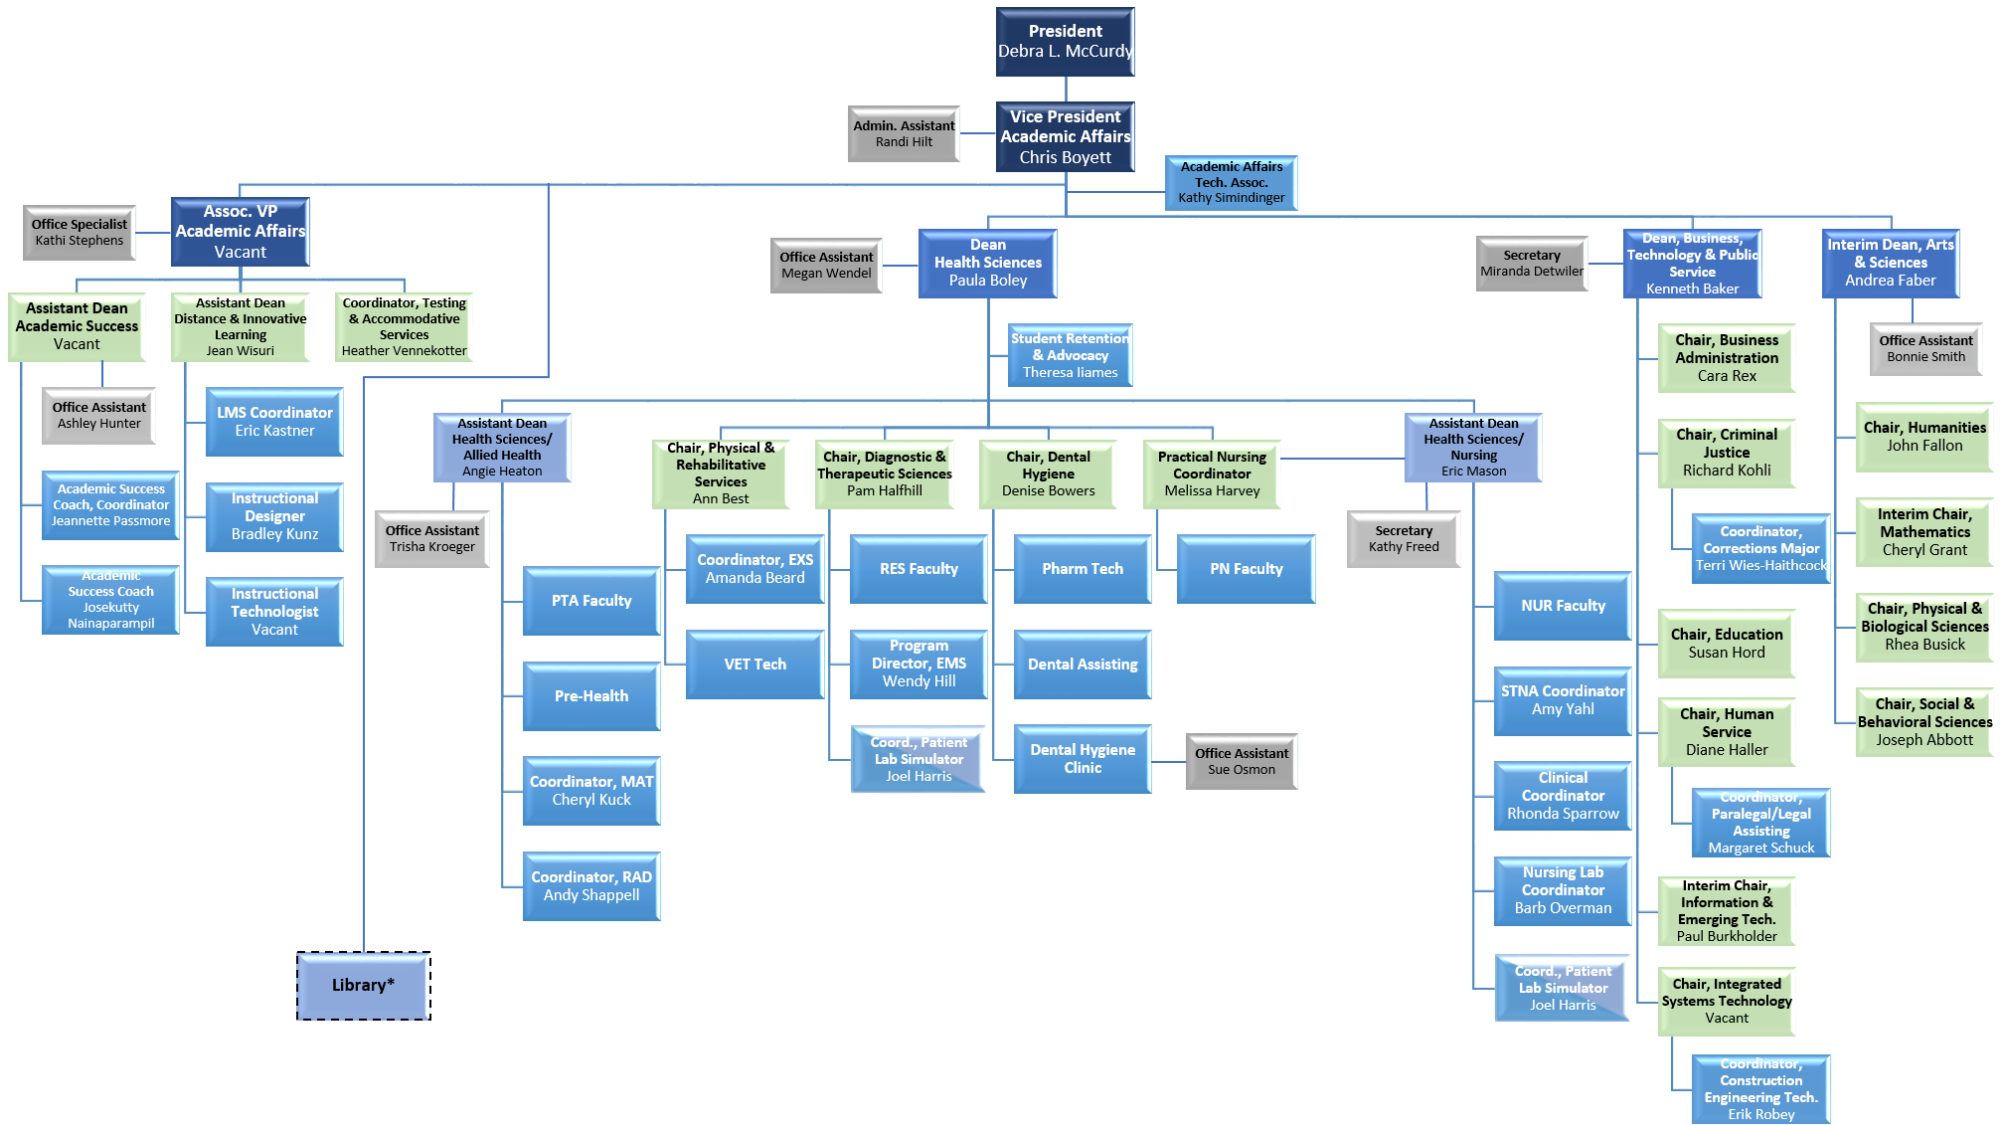 President
Debra L. McCurdy
Vice President
Academic Affairs
Chris Boyett
Admin. Assistant
Randi Hilt
Academic Affairs
Tech. Assoc.
Kathy Simindinger
Office Specialist
Kathi Stephens
Assoc. VP
Academic Affairs
Vacant
Office Assistant
Megan Wendel
Dean
Health Sciences
Paula Boley
Secretary
Miranda Detwiler
Dean, Business,
Technology & Public
Service
Kenneth Baker
Interim Dean, Arts
& Sciences
Andrea Faber
Office Assistant
Bonnie Smith
Assistant Dean
Academic Success
Vacant
Assistant Dean
Distance & Innovative
Learning
Jean Wisuri
Coordinator, Testing
& Accommodative
Services
Heather Vennekotter
Office Assistant
Ashley Hunter
Academic Success
Coach, Coordinator
Jeannette Passmore
Academic
Success Coach
Josekutty
Nainaparampil
LMS Coordinator
Eric Kastner
Instructional
Designer
Bradley Kunz
Instructional
Technologist
Vacant
Library*
Student Retention
& Advocacy
Theresa Iiames
Assistant Dean
Health Sciences/
Allied Health
Angie Heaton
Office Assistant
Trisha Kroeger
PTA Faculty
Pre-Health
Coordinator, MAT
Cheryl Kuck
Coordinator, RAD
Andy Shappell
Chair, Physical &
Rehabilitative
Services
Ann Best
Coordinator, EXS
Amanda Beard
VET Tech
Chair, Diagnostic &
Therapeutic Sciences
Pam Halfhill
RES Faculty
Program
Director, EMS
Wendy Hill
Coord., Patient
Lab Simulator
Joel Harris
Chair, Dental
Hygiene
Denise Bowers
Pharm Tech
Dental Assisting
Dental Hygiene
Clinic
Office Assistant
Sue Osmon
Practical Nursing
Coordinator
Melissa Harvey
PN Faculty
Assistant Dean
Health Sciences/
Nursing
Eric Mason
Secretary
Kathy Freed
NUR Faculty
STNA Coordinator
Amy Yahl
Clinical
Coordinator
Rhonda Sparrow
Nursing Lab
Coordinator
Barb Overman
Coord., Patient
Lab Simulator
Joel Harris
Chair, Business
Administration
Cara Rex
Chair, Criminal
Justice
Richard Kohli
Coordinator,
Corrections Major
Terri Wies-Haithcock
Chair, Education
Susan Hord
Chair, Human
Service
Diane Haller
Coordinator,
Paralegal/Legal
Assisting
Margaret Schuck
Interim Chair,
Information &
Emerging Tech.
Paul Burkholder
Chair, Integrated
Systems Technology
Vacant
Coordinator,
Construction
Engineering Tech.
Erik Robey
Chair, Humanities
John Fallon
Interim Chair,
Mathematics
Cheryl Grant
Chair, Physical &
Biological Sciences
Rhea Busick
Chair, Social &
Behavioral Sciences
Joseph Abbott